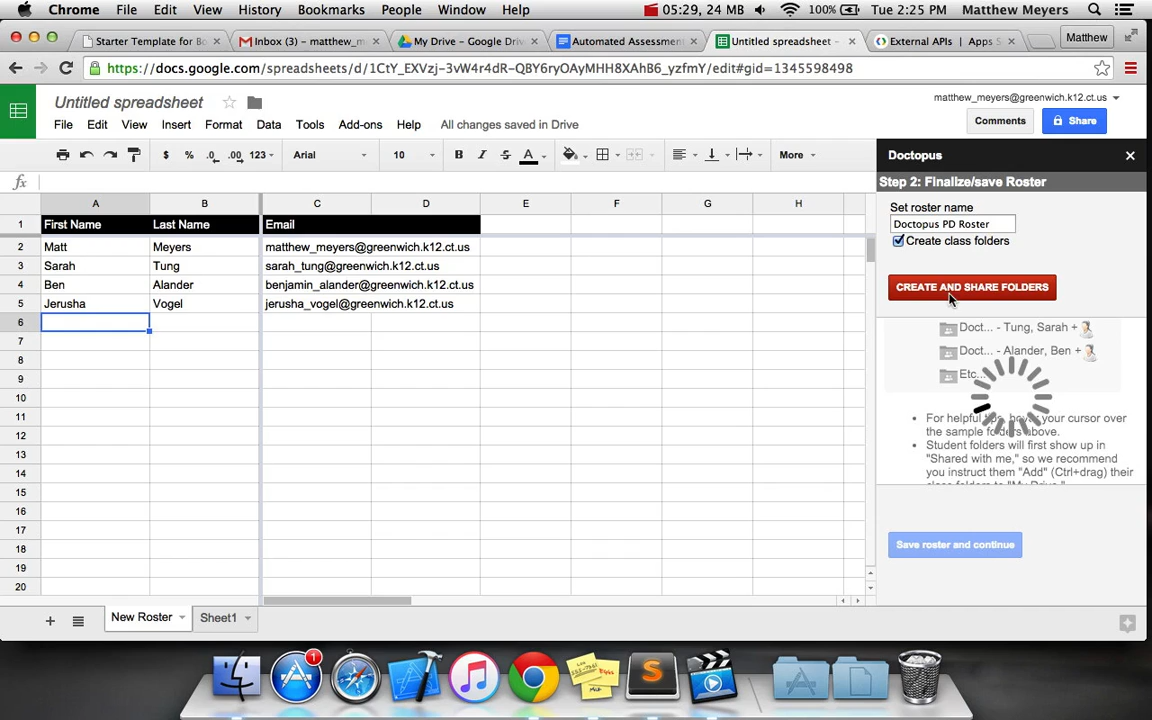 Chrome File Edit View History Bookmarks People Window Help 05:29, 24 MB 100% Tue 2:25 PM Matthew Meyers
Starter Template for Bo Inbox (3) - matthew_m My Drive - Google Driv Automated Assessment Untitled spreadsheet - External APIs | Apps S Matthew
https://docs.google.com/spreadsheets/d/1CtY_EXVzj-3vW4r4dR-QBY6ryOAyMHH8XAhB6_yzfmY/edit#gid=1345598498
Untitled spreadsheet
matthew_meyers@greenwich.k12.ct.us
File Edit View Insert Format Data Tools Add-ons Help All changes saved in Drive
Comments Share
$ % .0 .00 123 Arial 10 B I S A More
Doctopus
fx
Step 2: Finalize/save Roster
A B C D E F G H
1 First Name Last Name Email
2 Matt Meyers matthew_meyers@greenwich.k12.ct.us
3 Sarah Tung sarah_tung@greenwich.k12.ct.us
4 Ben Alander benjamin_alander@greenwich.k12.ct.us
5 Jerusha Vogel jerusha_vogel@greenwich.k12.ct.us
6
7
8
9
10
11
12
13
14
15
16
17
18
19
20
Set roster name
Doctopus PD Roster
Create class folders
CREATE AND SHARE FOLDERS
Doct... - Tung, Sarah +
Doct... - Alander, Ben +
Etc...
For helpful tips, hover your cursor over
the sample folders above.
Student folders will first show up in
"Shared with me," so we recommend
you instruct them "Add" (Ctrl+drag) their
class folders to "My Drive."
Save roster and continue
New Roster Sheet1
1